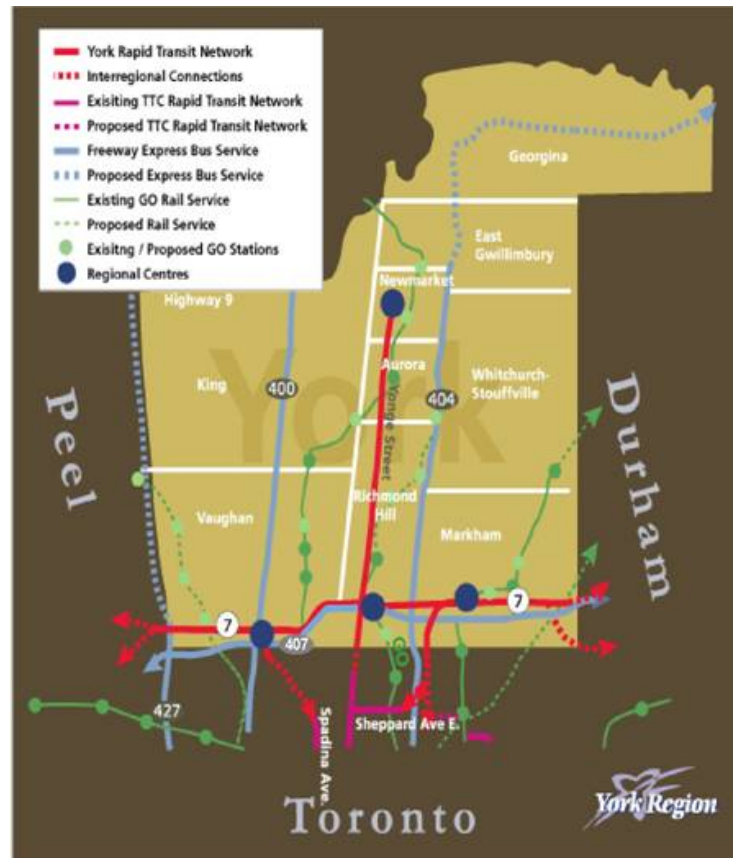 York Rapid Transit Network
Interregional Connections
Exisiting TTC Rapid Transit Network
Proposed TTC Rapid Transit Network
Freeway Express Bus Service
Proposed Express Bus Service
Existing GO Rail Service
Proposed Rail Service
Exisitng / Proposed GO Stations
Regional Centres
Georgina
East
Gwillimbury
Newmarket
Highway 9
Aurora
York
King
400
404
Whitchurch-
Stouffville
Yonge Street
Peel
Durham
Vaughan
Richmond
Hill
Markham
7
7
407
GO
427
Spadina Ave.
Sheppard Ave E.
Toronto
York Region